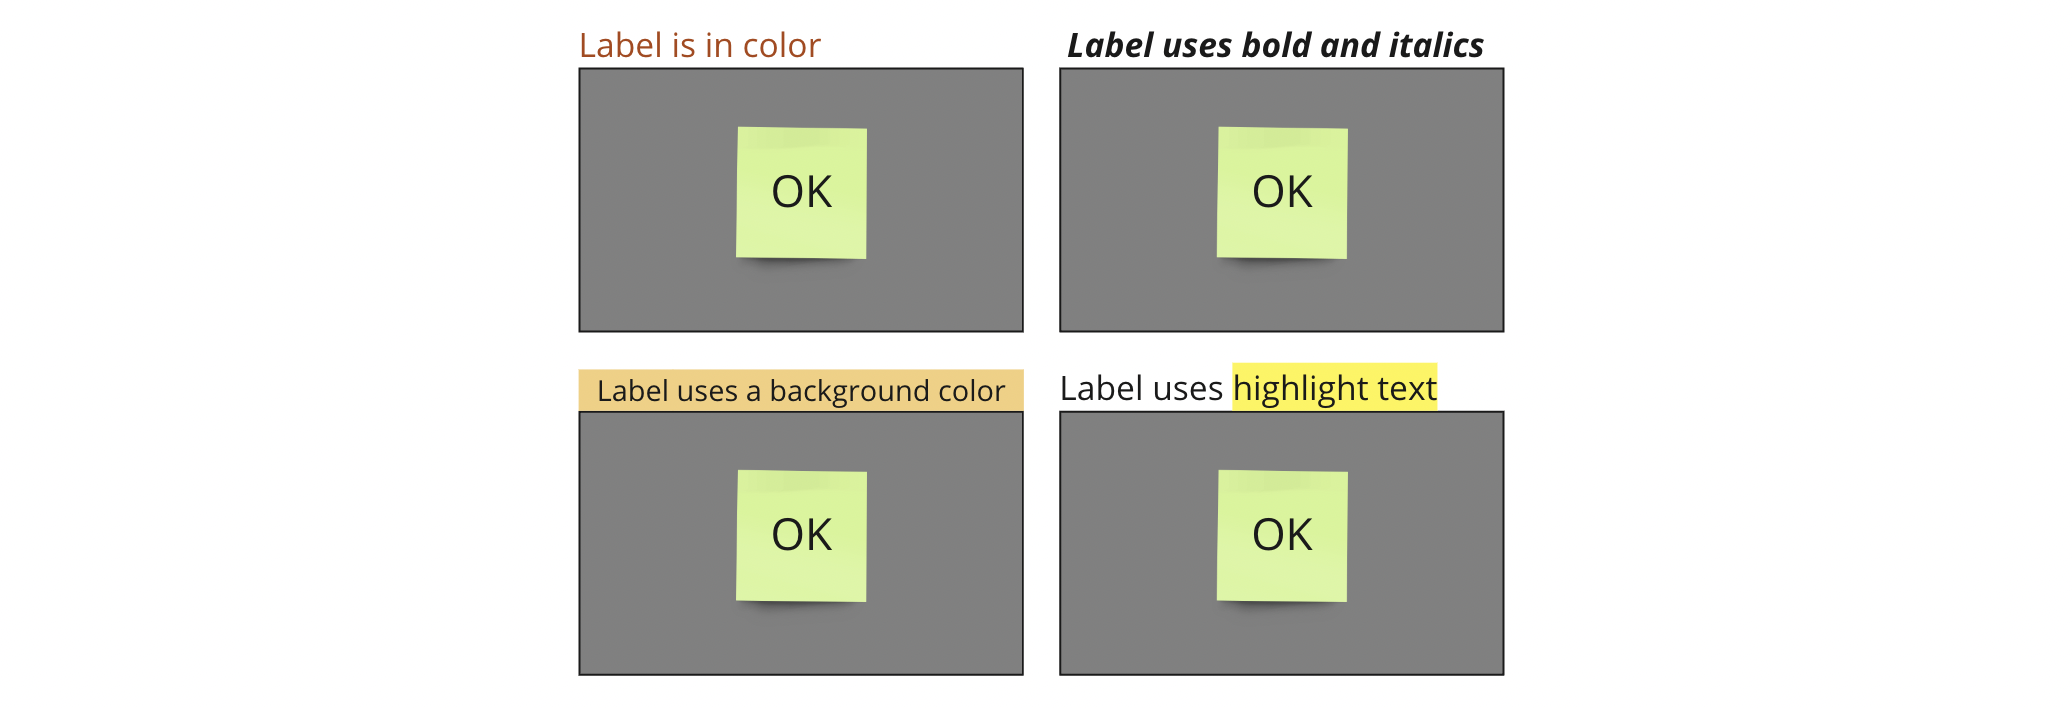 Label is in color
Label uses bold and italics
OK
OK
Label uses a background color
Label uses highlight text
OK
OK